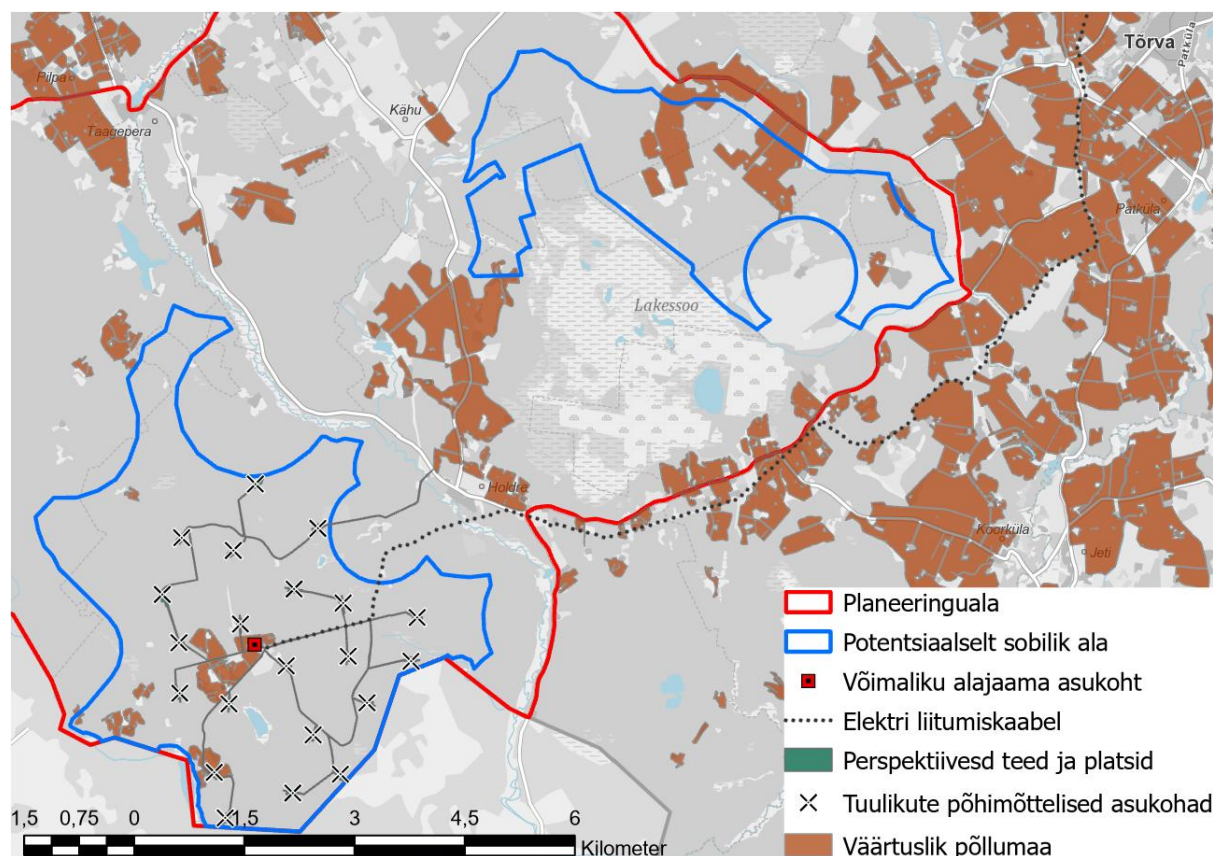 Pilpa
Taagepera
Kähu
Tõrva
Patküla
Patküla
Lakessoo
Holdre
Koorküla
Jeti
Planeeringuala
Potentsiaalselt sobilik ala
Võimaliku alajaama asukoht
Elektri liitumiskaabel
Perspektiivesd teed ja platsid
Tuulikute põhimõttelised asukohad
Väärtuslik põllumaa
1,5 0,75 0 1,5 3 4,5 6
Kilometer